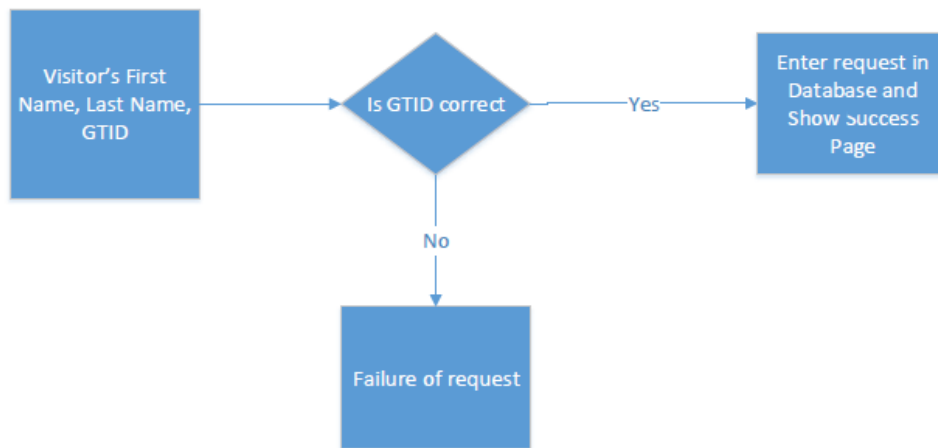 Visitor's First
Name, Last Name,
GTID
Is GTID correct
Yes
Enter request in
Database and
Show Success
Page
No
Failure of request